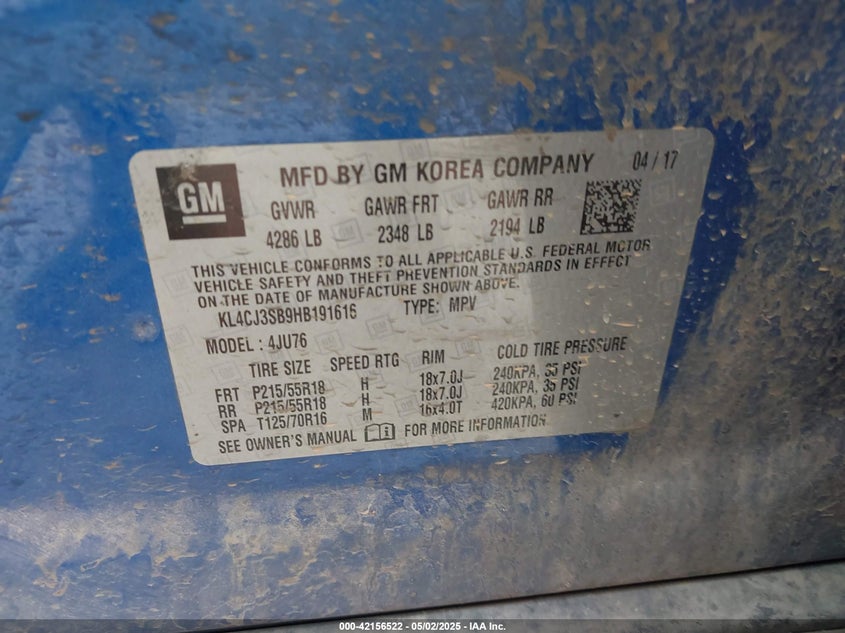 GM
MFD BY GM KOREA COMPANY 04 / 17
GVWR GAWR FRT GAWR RR
4286 LB 2348 LB 2194 LB
THIS VEHICLE CONFORMS TO ALL APPLICABLE U.S. FEDERAL MOTOR
VEHICLE SAFETY AND THEFT PREVENTION STANDARDS IN EFFECT
ON THE DATE OF MANUFACTURE SHOWN ABOVE.
KL4CJ3SB9HB191616 TYPE: MPV
MODEL : 4JU76
TIRE SIZE SPEED RTG RIM COLD TIRE PRESSURE
FRT P215/55R18 H 18x7.0J 240KPA, 35 PSI
RR P215/55R18 H 18x7.0J 240KPA, 35 PSI
SPA T125/70R16 M 16x4.0T 420KPA, 60 PSI
SEE OWNER'S MANUAL FOR MORE INFORMATION
000-42156522 - 05/02/2025 - IAA Inc.